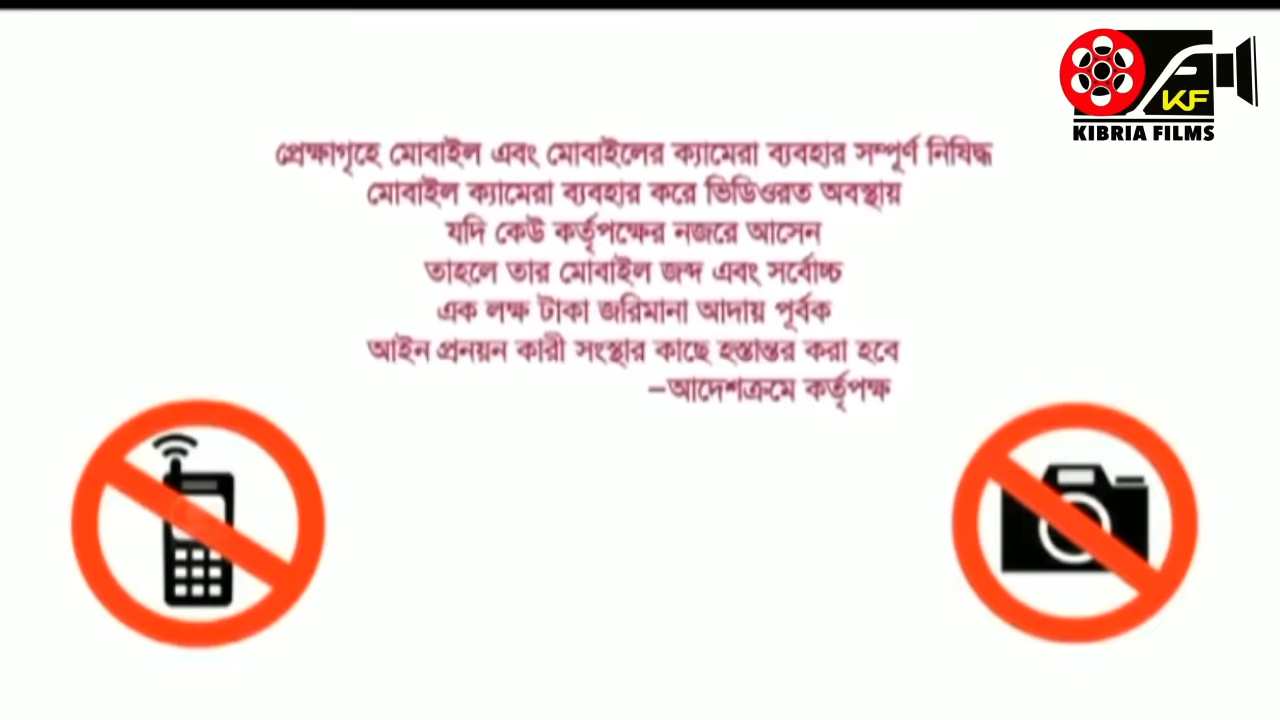 KF
KIBRIA FILMS
প্রেক্ষাগৃহে মোবাইল এবং মোবাইলের ক্যামেরা ব্যবহার সম্পূর্ণ নিষিদ্ধ
মোবাইল ক্যামেরা ব্যবহার করে ভিডিওরত অবস্থায়
যদি কেউ কর্তৃপক্ষের নজরে আসেন
তাহলে তার মোবাইল জব্দ এবং সর্বোচ্চ
এক লক্ষ টাকা জরিমানা আদায় পূর্বক
আইন প্রনয়ন কারী সংস্থার কাছে হস্তান্তর করা হবে
–আদেশক্রমে কর্তৃপক্ষ